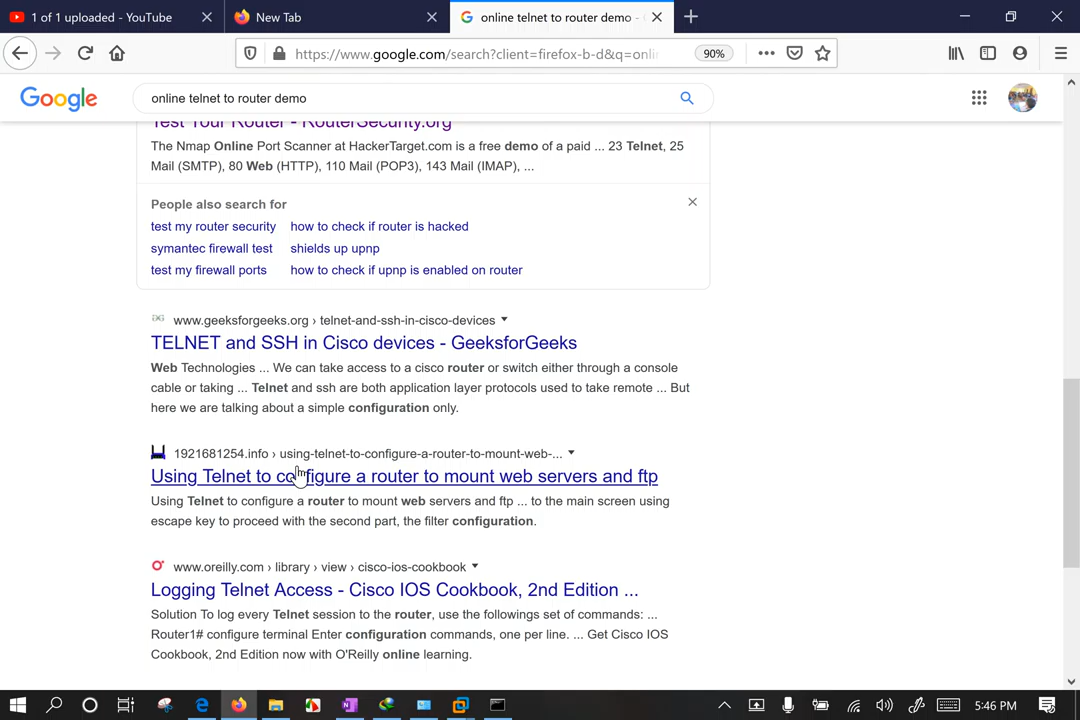 1 of 1 uploaded - YouTube
New Tab
online telnet to router demo -
https://www.google.com/search?client=firefox-b-d&q=onli
90%
Google
online telnet to router demo
Test Your Router - RouterSecurity.org
The Nmap Online Port Scanner at HackerTarget.com is a free demo of a paid ... 23 Telnet, 25
Mail (SMTP), 80 Web (HTTP), 110 Mail (POP3), 143 Mail (IMAP), ...
People also search for
test my router security
how to check if router is hacked
symantec firewall test
shields up upnp
test my firewall ports
how to check if upnp is enabled on router
www.geeksforgeeks.org › telnet-and-ssh-in-cisco-devices
TELNET and SSH in Cisco devices - GeeksforGeeks
Web Technologies ... We can take access to a cisco router or switch either through a console
cable or taking ... Telnet and ssh are both application layer protocols used to take remote ... But
here we are talking about a simple configuration only.
1921681254.info › using-telnet-to-configure-a-router-to-mount-web-...
Using Telnet to configure a router to mount web servers and ftp
Using Telnet to configure a router to mount web servers and ftp ... to the main screen using
escape key to proceed with the second part, the filter configuration.
www.oreilly.com › library › view › cisco-ios-cookbook
Logging Telnet Access - Cisco IOS Cookbook, 2nd Edition ...
Solution To log every Telnet session to the router, use the followings set of commands: ...
Router1# configure terminal Enter configuration commands, one per line. ... Get Cisco IOS
Cookbook, 2nd Edition now with O'Reilly online learning.
5:46 PM